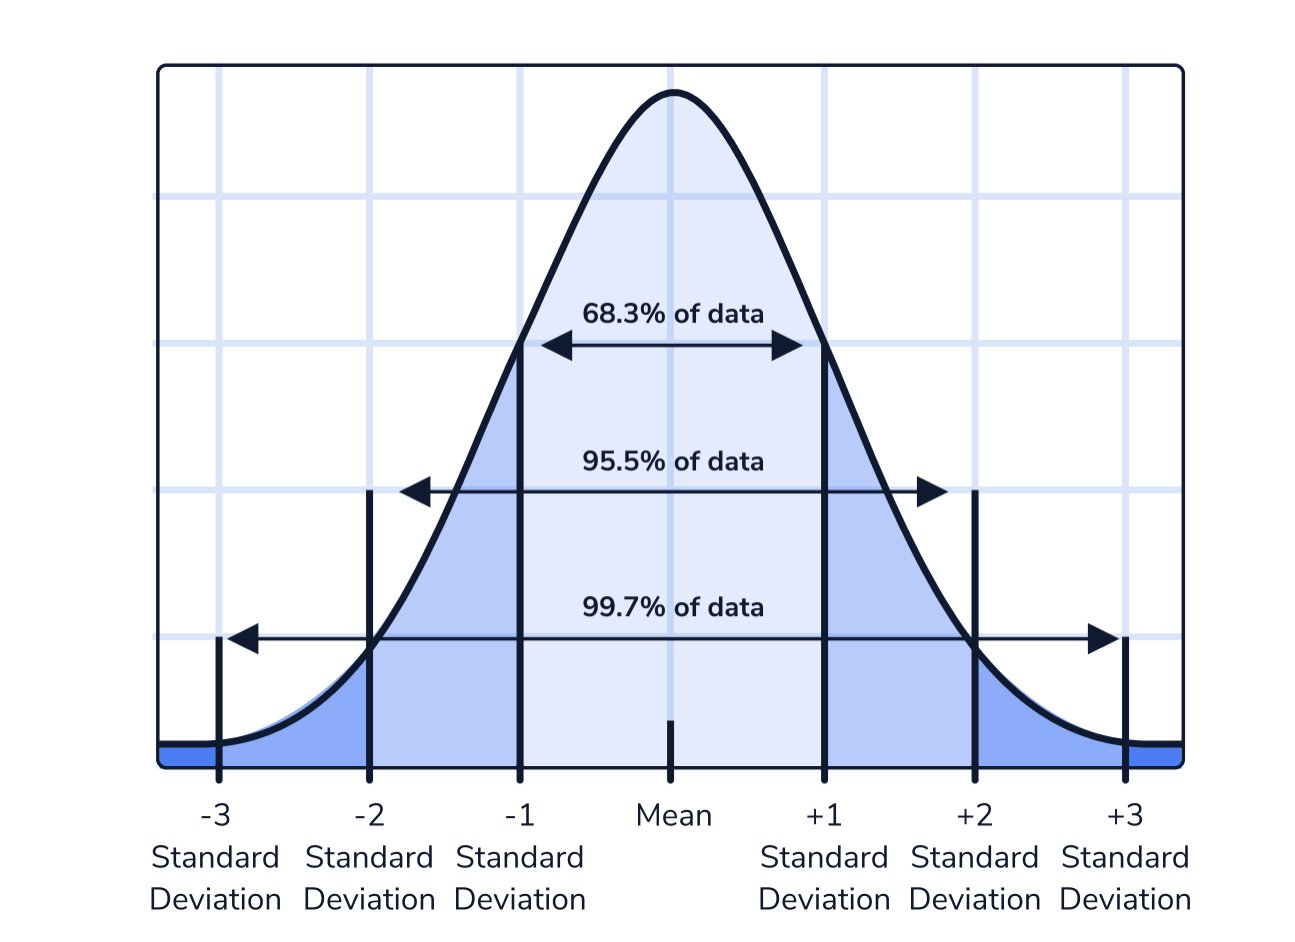 68.3% of data
95.5% of data
99.7% of data
-3 -2 -1 Mean +1 +2 +3
Standard Standard Standard Standard Standard Standard
Deviation Deviation Deviation Deviation Deviation Deviation